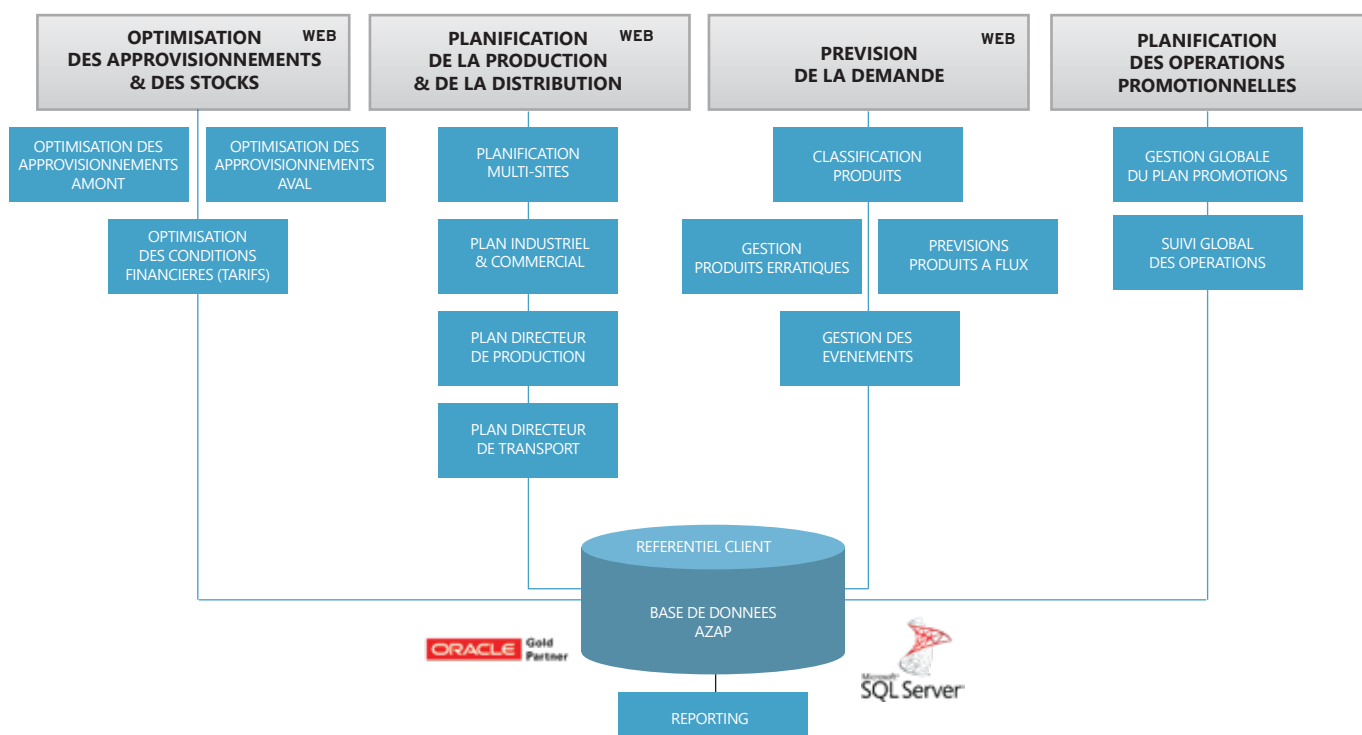 OPTIMISATION
DES APPROVISIONNEMENTS
& DES STOCKS
WEB
PLANIFICATION
DE LA PRODUCTION
& DE LA DISTRIBUTION
WEB
PREVISION
DE LA DEMANDE
WEB
PLANIFICATION
DES OPERATIONS
PROMOTIONNELLES
OPTIMISATION DES
APPROVISIONNEMENTS
AMONT
OPTIMISATION DES
APPROVISIONNEMENTS
AVAL
OPTIMISATION
DES CONDITIONS
FINANCIERES (TARIFS)
PLANIFICATION
MULTI-SITES
PLAN INDUSTRIEL
& COMMERCIAL
PLAN DIRECTEUR
DE PRODUCTION
PLAN DIRECTEUR
DE TRANSPORT
CLASSIFICATION
PRODUITS
GESTION
PRODUITS ERRATIQUES
PREVISIONS
PRODUITS A FLUX
GESTION DES
EVENEMENTS
GESTION GLOBALE
DU PLAN PROMOTIONS
SUIVI GLOBAL
DES OPERATIONS
REFERENTIEL CLIENT
BASE DE DONNEES
AZAP
ORACLE Gold
Partner
Microsoft
SQL Server
REPORTING